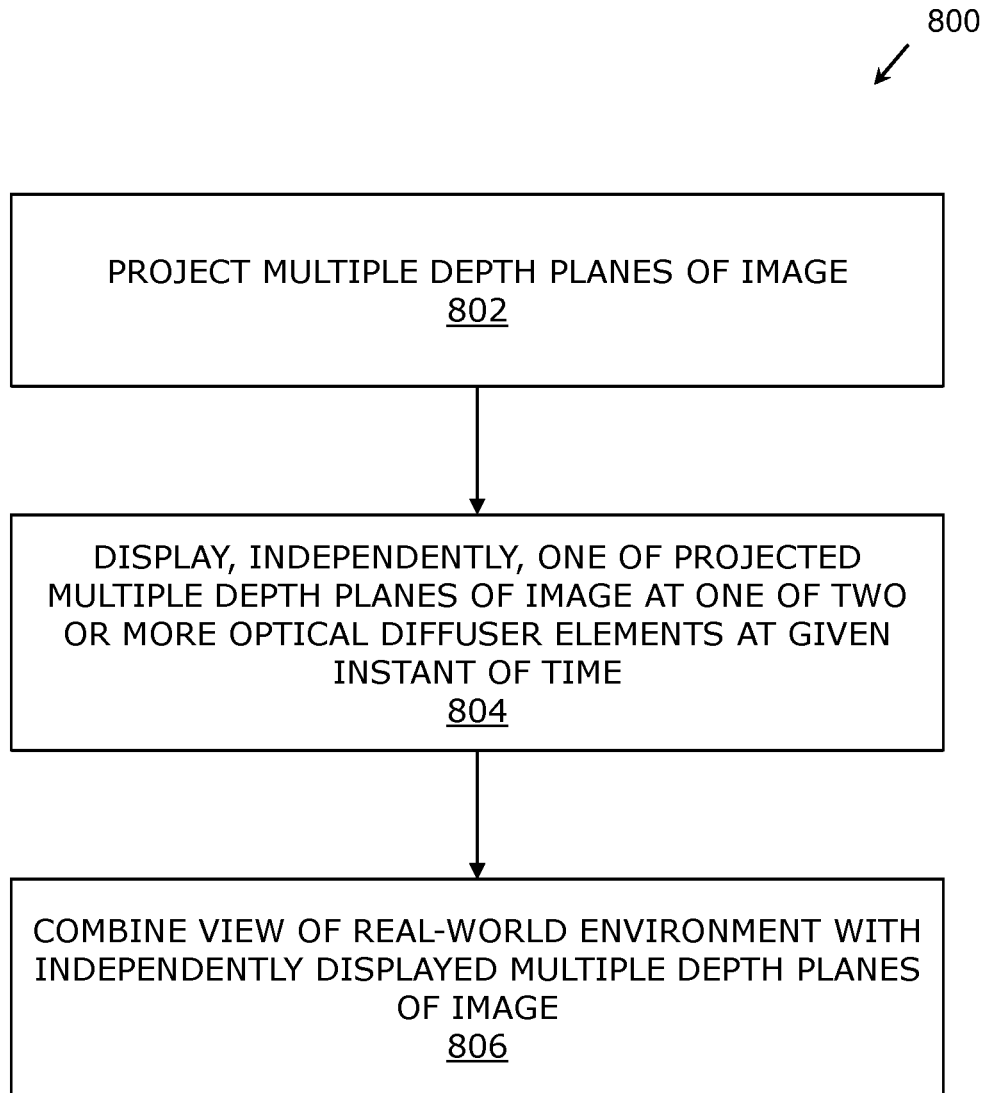 800
PROJECT MULTIPLE DEPTH PLANES OF IMAGE
802
DISPLAY, INDEPENDENTLY, ONE OF PROJECTED
MULTIPLE DEPTH PLANES OF IMAGE AT ONE OF TWO
OR MORE OPTICAL DIFFUSER ELEMENTS AT GIVEN
INSTANT OF TIME
804
COMBINE VIEW OF REAL-WORLD ENVIRONMENT WITH
INDEPENDENTLY DISPLAYED MULTIPLE DEPTH PLANES
OF IMAGE
806